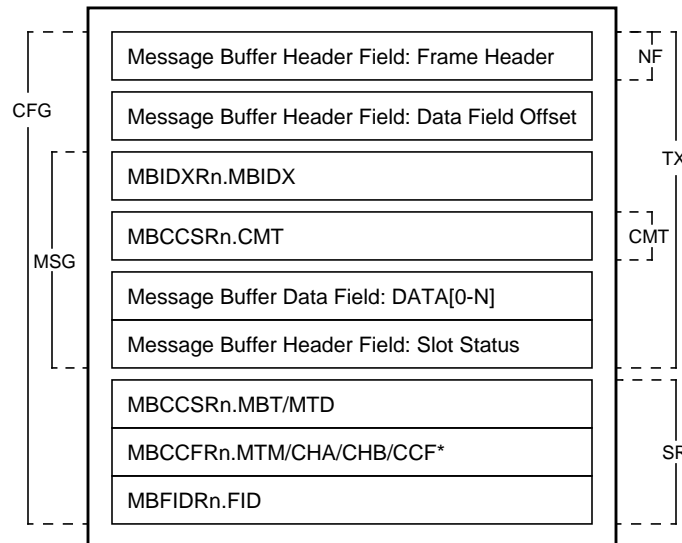 Message Buffer Header Field: Frame Header
NF
CFG
Message Buffer Header Field: Data Field Offset
TX
MBIDXRn.MBIDX
MBCCSRn.CMT
CMT
MSG
Message Buffer Data Field: DATA[0-N]
Message Buffer Header Field: Slot Status
MBCCSRn.MBT/MTD
MBCCFRn.MTM/CHA/CHB/CCF*
SR
MBFIDRn.FID